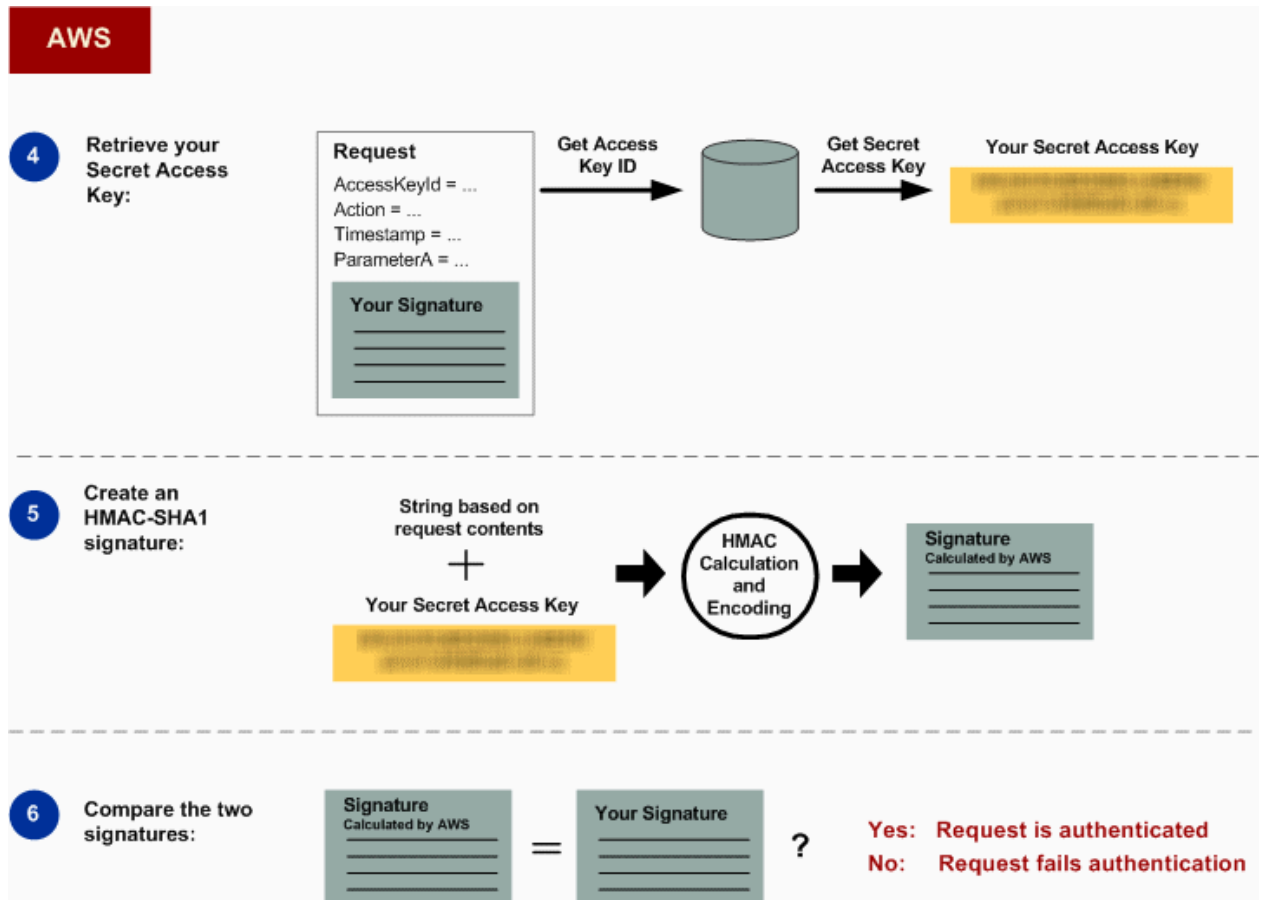 AWS
4
Retrieve your
Secret Access
Key:
Request
AccessKeyId = ...
Action = ...
Timestamp = ...
ParameterA = ...
Your Signature
Get Access
Key ID
Get Secret
Access Key
Your Secret Access Key
5
Create an
HMAC-SHA1
signature:
String based on
request contents
+
Your Secret Access Key
HMAC
Calculation
and
Encoding
Signature
Calculated by AWS
6
Compare the two
signatures:
Signature
Calculated by AWS
=
Your Signature
?
Yes: Request is authenticated
No: Request fails authentication